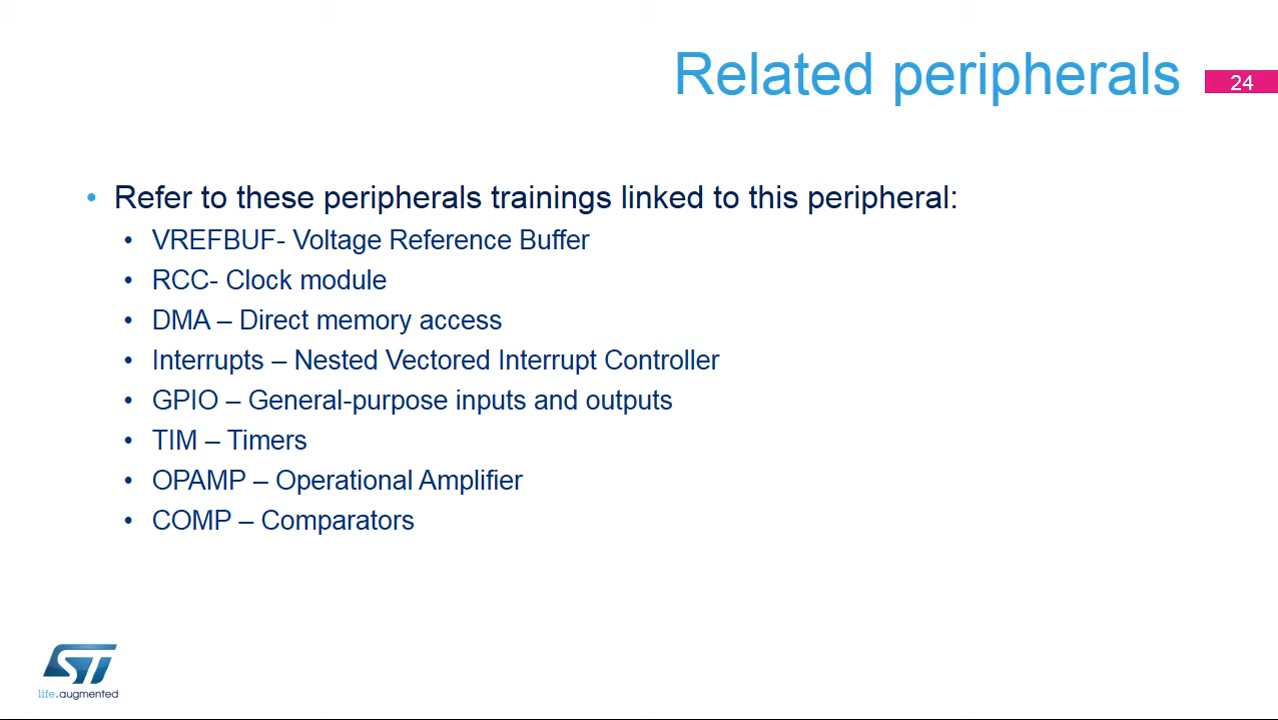 Related peripherals
24
• Refer to these peripherals trainings linked to this peripheral:
• VREFBUF- Voltage Reference Buffer
• RCC- Clock module
• DMA – Direct memory access
• Interrupts – Nested Vectored Interrupt Controller
• GPIO – General-purpose inputs and outputs
• TIM – Timers
• OPAMP – Operational Amplifier
• COMP – Comparators
ST
life.augmented